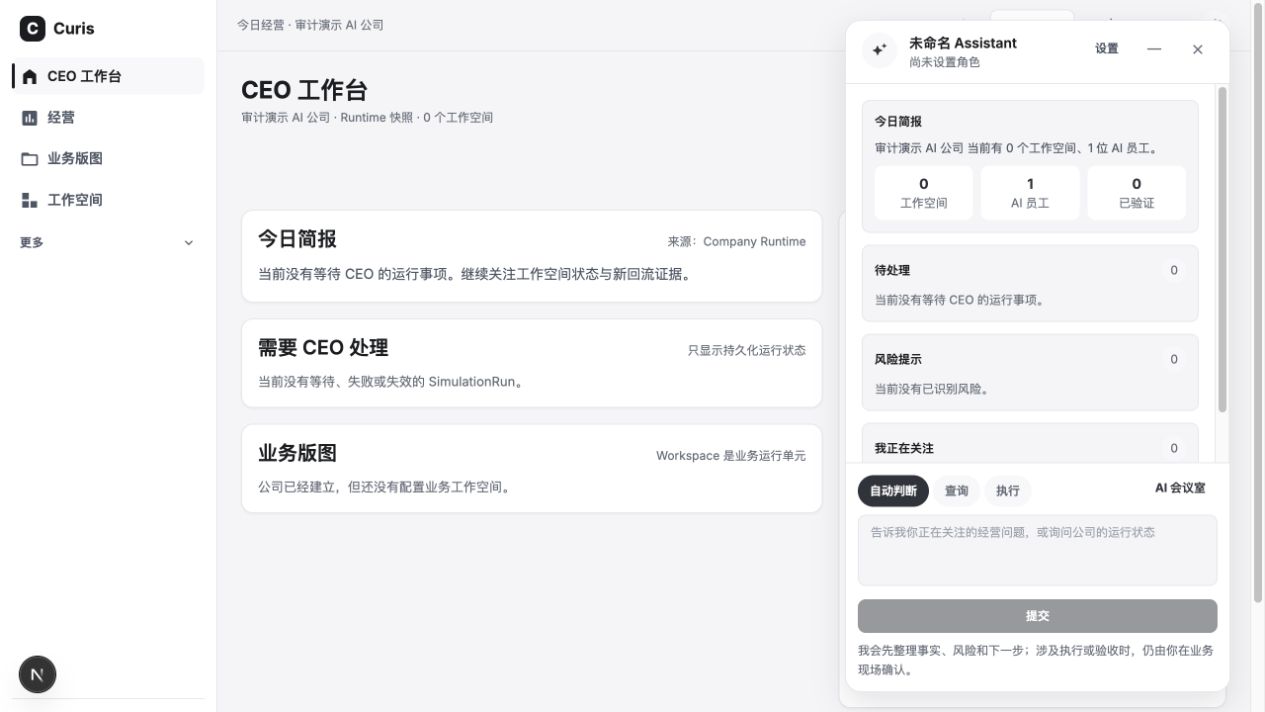 C Curis
CEO 工作台
经营
业务版图
工作空间
更多
N
今日经营 · 审计演示 AI 公司
CEO 工作台
审计演示 AI 公司 · Runtime 快照 · 0 个工作空间
今日简报
来源：Company Runtime
当前没有等待 CEO 的运行事项。继续关注工作空间状态与新回流证据。
需要 CEO 处理
只显示持久化运行状态
当前没有等待、失败或失效的 SimulationRun。
业务版图
Workspace 是业务运行单元
公司已经建立，但还没有配置业务工作空间。
未命名 Assistant
尚未设置角色
设置
今日简报
审计演示 AI 公司 当前有 0 个工作空间、1 位 AI 员工。
0
工作空间
1
AI 员工
0
已验证
待处理
0
当前没有等待 CEO 的运行事项。
风险提示
0
当前没有已识别风险。
我正在关注
0
自动判断
查询
执行
AI 会议室
告诉我你正在关注的经营问题，或询问公司的运行状态
提交
我会先整理事实、风险和下一步；涉及执行或验收时，仍由你在业务
现场确认。